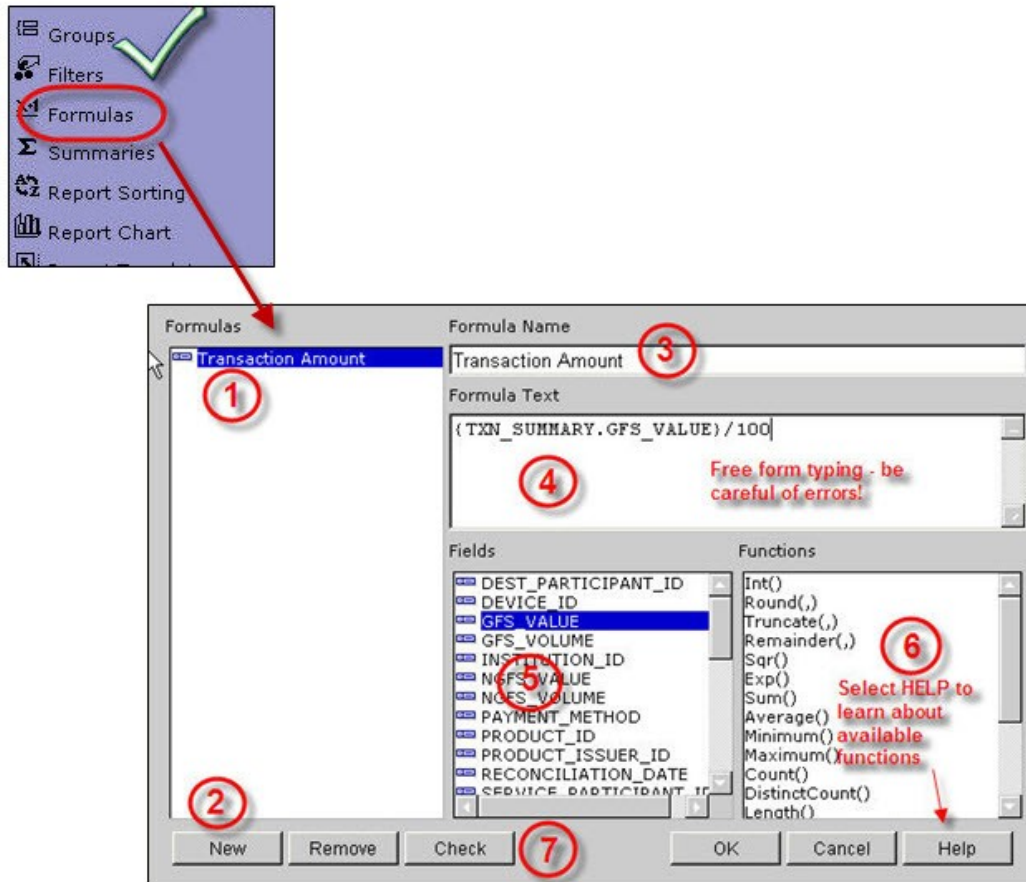 Groups
Filters
Formulas
Summaries
Report Sorting
Report Chart
Formulas
Transaction Amount
1
Formula Name
Transaction Amount
3
Formula Text
{TXN_SUMMARY.GFS_VALUE}/100
4
Free form typing - be
careful of errors!
Fields
DEST_PARTICIPANT_ID
DEVICE_ID
GFS_VALUE
GFS_VOLUME
INSTITUTION_ID
NGFS_VALUE
NGFS_VOLUME
PAYMENT_METHOD
PRODUCT_ID
PRODUCT_ISSUER_ID
RECONCILIATION_DATE
SERVICE_PARTICIPANT_ID
5
Functions
Int()
Round(,)
Truncate(,)
Remainder(,)
Sqr()
Exp()
Sum()
Average()
Minimum()
Maximum()
Count()
DistinctCount()
Length()
6
Select HELP to
learn about
available
functions
2
New
Remove
Check
7
OK
Cancel
Help